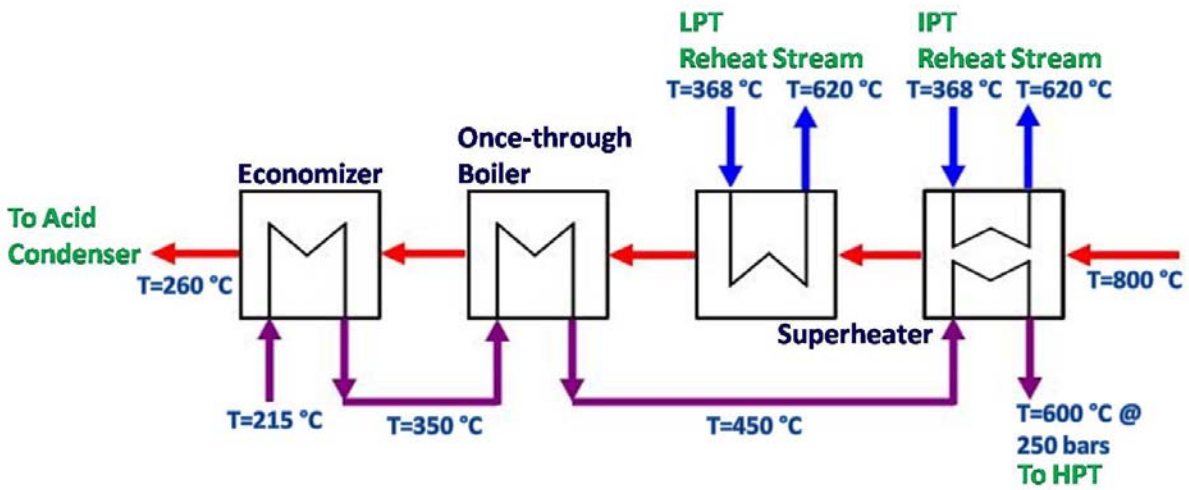 LPT
Reheat Stream
T=368 °C T=620 °C
IPT
Reheat Stream
T=368 °C T=620 °C
Once-through
Boiler
Economizer
To Acid
Condenser
T=260 °C
T=800 °C
Superheater
T=215 °C
T=350 °C
T=450 °C
T=600 °C @
250 bars
To HPT